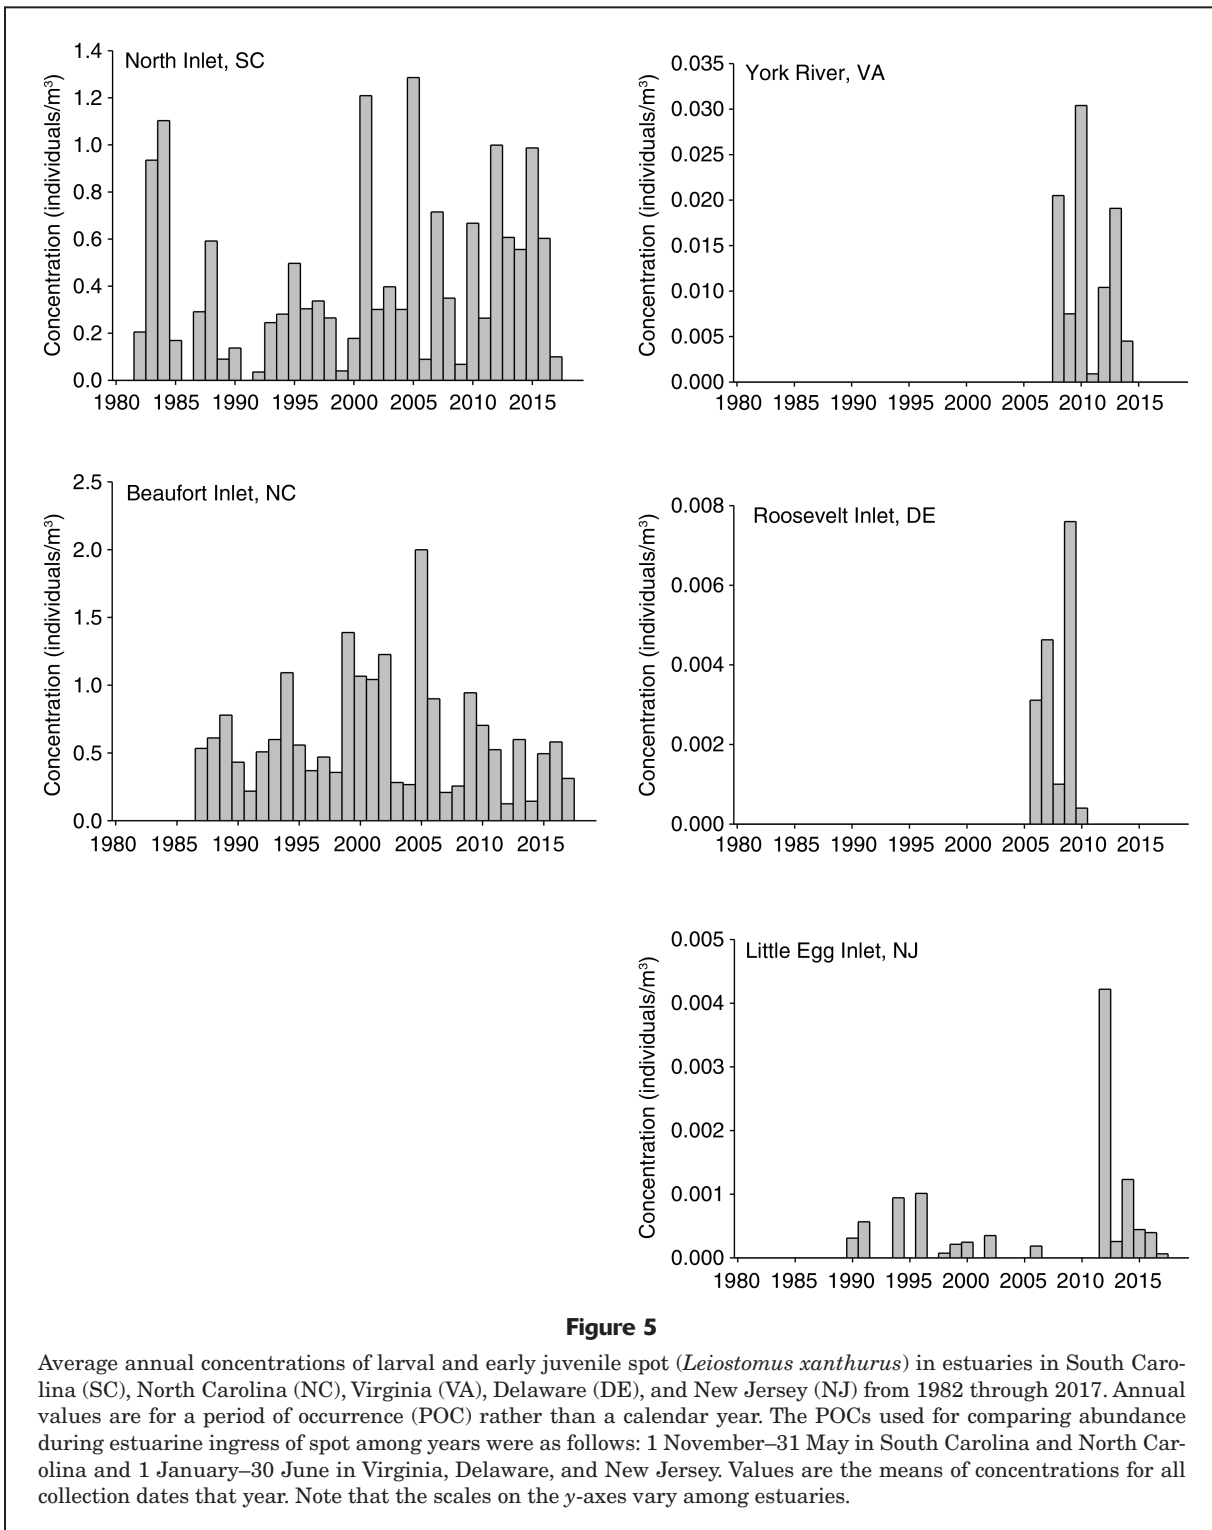 North Inlet, SC
Concentration (individuals/m³)
1.4
1.2
1.0
0.8
0.6
0.4
0.2
0.0
1980 1985 1990 1995 2000 2005 2010 2015
York River, VA
Concentration (individuals/m³)
0.035
0.030
0.025
0.020
0.015
0.010
0.005
0.000
1980 1985 1990 1995 2000 2005 2010 2015
Beaufort Inlet, NC
Concentration (individuals/m³)
2.5
2.0
1.5
1.0
0.5
0.0
1980 1985 1990 1995 2000 2005 2010 2015
Roosevelt Inlet, DE
Concentration (individuals/m³)
0.008
0.006
0.004
0.002
0.000
1980 1985 1990 1995 2000 2005 2010 2015
Little Egg Inlet, NJ
Concentration (individuals/m³)
0.005
0.004
0.003
0.002
0.001
0.000
1980 1985 1990 1995 2000 2005 2010 2015
Figure 5
Average annual concentrations of larval and early juvenile spot (Leiostomus xanthurus) in estuaries in South Caro-
lina (SC), North Carolina (NC), Virginia (VA), Delaware (DE), and New Jersey (NJ) from 1982 through 2017. Annual
values are for a period of occurrence (POC) rather than a calendar year. The POCs used for comparing abundance
during estuarine ingress of spot among years were as follows: 1 November–31 May in South Carolina and North Car-
olina and 1 January–30 June in Virginia, Delaware, and New Jersey. Values are the means of concentrations for all
collection dates that year. Note that the scales on the y-axes vary among estuaries.